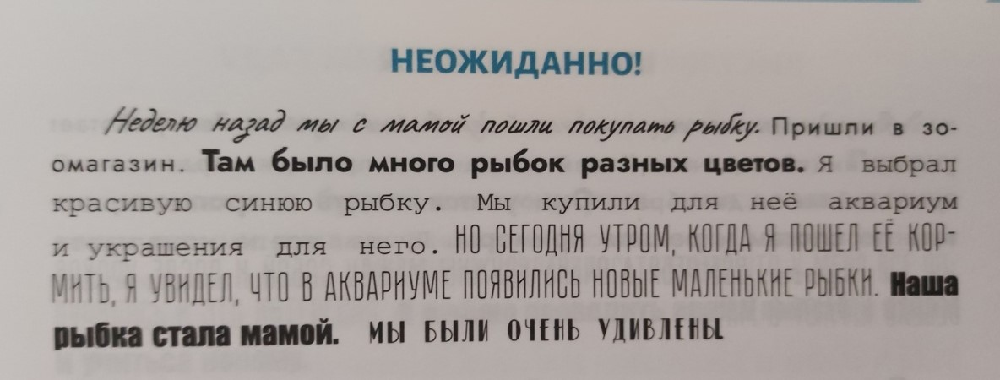 НЕОЖИДАННО!
Неделю назад мы с мамой пошли покупать рыбку. Пришли в зо-
омагазин. Там было много рыбок разных цветов. Я выбрал
красивую синюю рыбку. Мы купили для неё аквариум
и украшения для него. НО СЕГОДНЯ УТРОМ, КОГДА Я ПОШЕЛ ЕЁ КОР-
МИТЬ, Я УВИДЕЛ, ЧТО В АКВАРИУМЕ ПОЯВИЛИСЬ НОВЫЕ МАЛЕНЬКИЕ РЫБКИ. Наша
рыбка стала мамой. МЫ БЫЛИ ОЧЕНЬ УДИВЛЕНЫ.